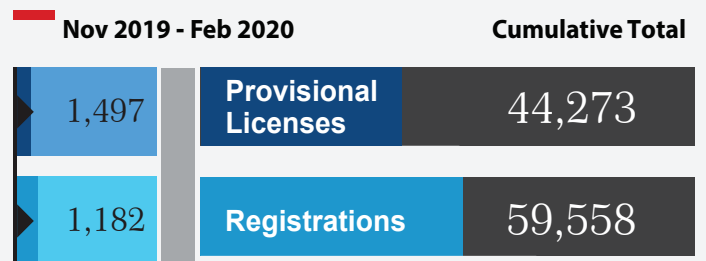 Nov 2019 - Feb 2020 Cumulative Total
1,497 Provisional Licenses 44,273
1,182 Registrations 59,558